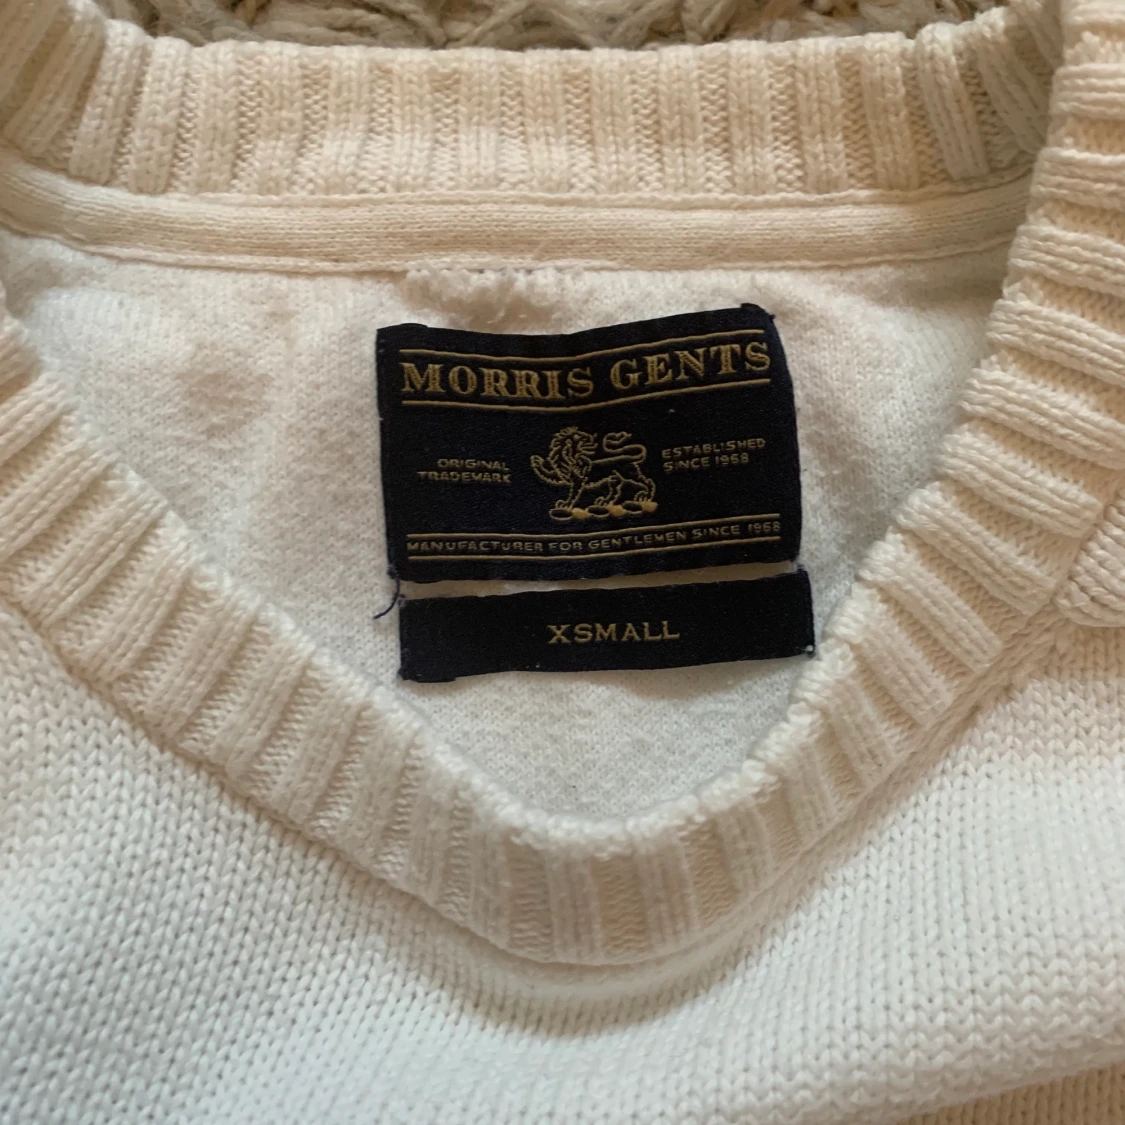 MORRIS GENTS
ORIGINAL
TRADEMARK
ESTABLISHED
SINCE 1968
MANUFACTURER FOR GENTLEMEN SINCE 1968
XSMALL